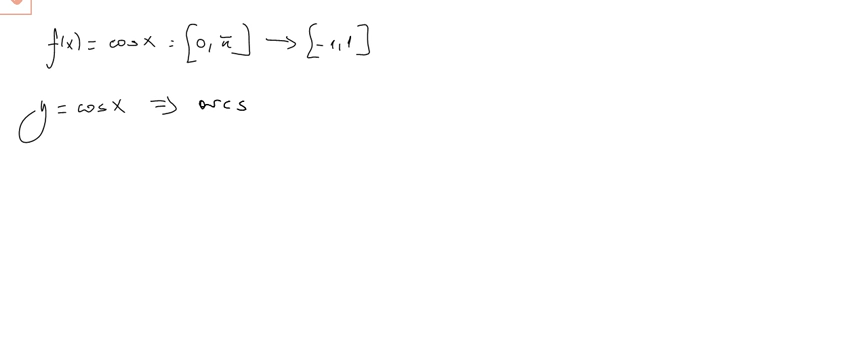 f(x) = cos x : [0, π] → [-1, 1]
y = cos x ⇒ arcs